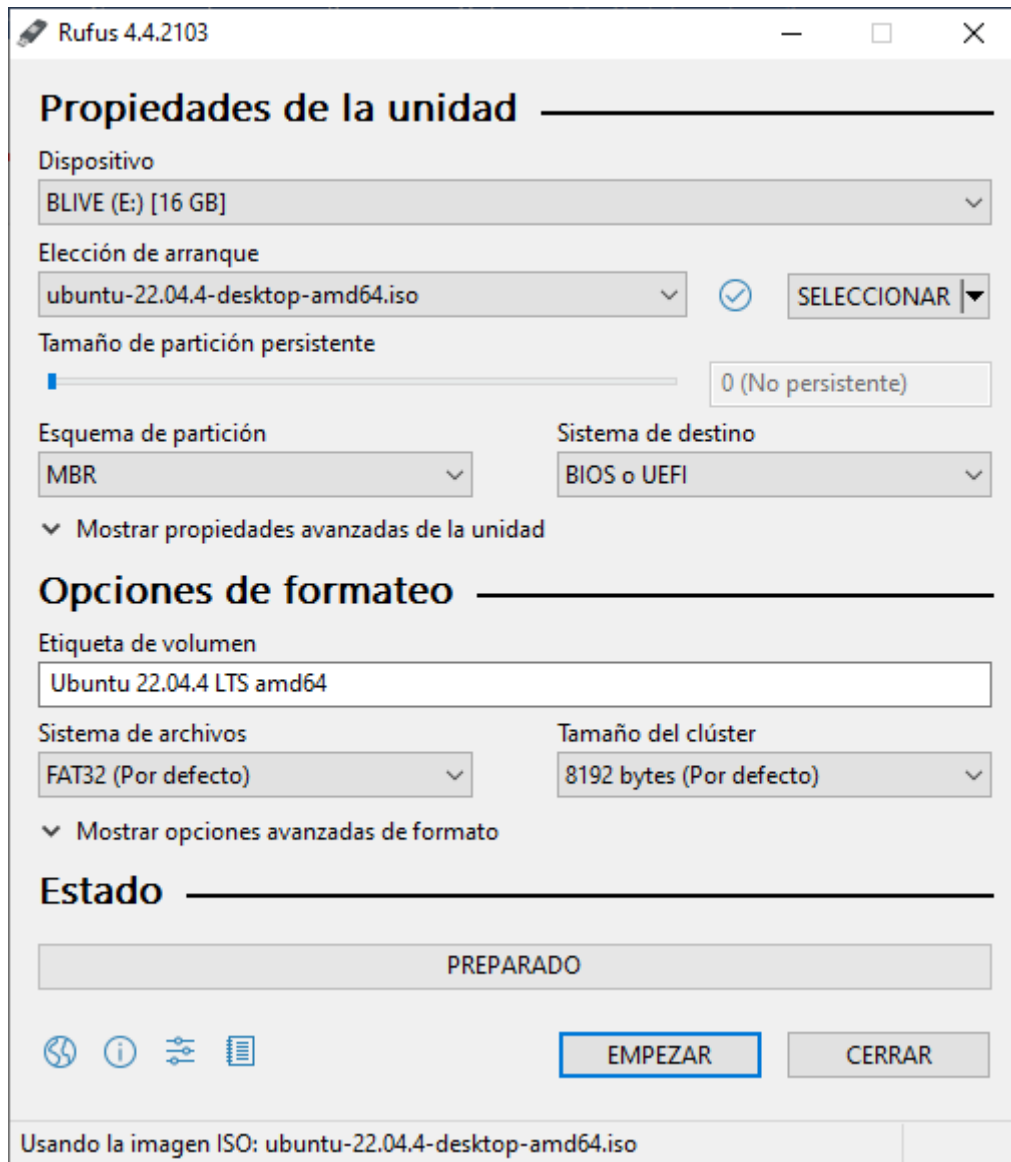 Rufus 4.4.2103
Propiedades de la unidad
Dispositivo
BLIVE (E:) [16 GB]
Elección de arranque
ubuntu-22.04.4-desktop-amd64.iso
SELECCIONAR
Tamaño de partición persistente
0 (No persistente)
Esquema de partición Sistema de destino
MBR BIOS o UEFI
Mostrar propiedades avanzadas de la unidad
Opciones de formateo
Etiqueta de volumen
Ubuntu 22.04.4 LTS amd64
Sistema de archivos Tamaño del clúster
FAT32 (Por defecto) 8192 bytes (Por defecto)
Mostrar opciones avanzadas de formato
Estado
PREPARADO
EMPEZAR CERRAR
Usando la imagen ISO: ubuntu-22.04.4-desktop-amd64.iso